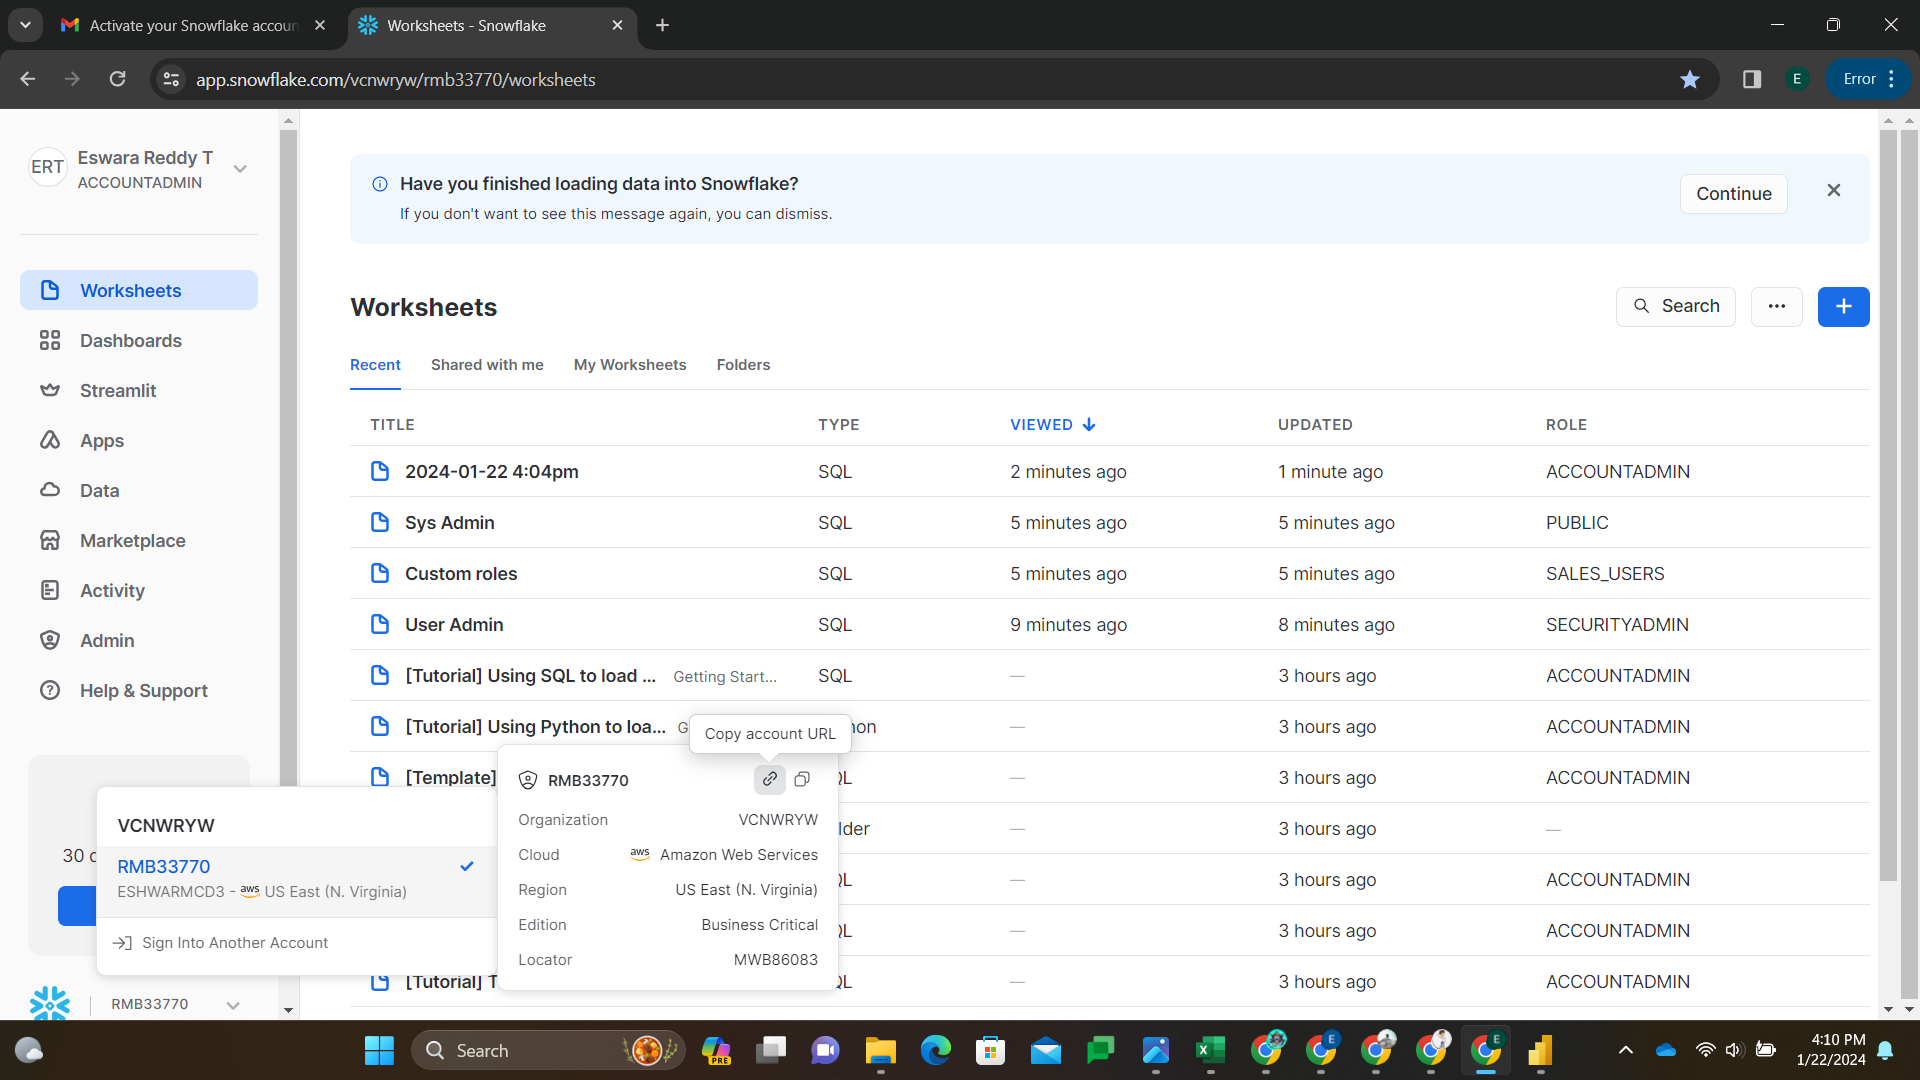 Activate your Snowflake accoun
Worksheets - Snowflake
app.snowflake.com/vcnwryw/rmb33770/worksheets
E
Error
ERT
Eswara Reddy T
ACCOUNTADMIN
Worksheets
Dashboards
Streamlit
Apps
Data
Marketplace
Activity
Admin
Help & Support
Have you finished loading data into Snowflake?
If you don't want to see this message again, you can dismiss.
Continue
Worksheets
Search
Recent Shared with me My Worksheets Folders
TITLE TYPE VIEWED UPDATED ROLE
2024-01-22 4:04pm SQL 2 minutes ago 1 minute ago ACCOUNTADMIN
Sys Admin SQL 5 minutes ago 5 minutes ago PUBLIC
Custom roles SQL 5 minutes ago 5 minutes ago SALES_USERS
User Admin SQL 9 minutes ago 8 minutes ago SECURITYADMIN
[Tutorial] Using SQL to load ... Getting Start... SQL — 3 hours ago ACCOUNTADMIN
[Tutorial] Using Python to loa... G hon — 3 hours ago ACCOUNTADMIN
[Template] QL — 3 hours ago ACCOUNTADMIN
lder — 3 hours ago —
QL — 3 hours ago ACCOUNTADMIN
QL — 3 hours ago ACCOUNTADMIN
[Tutorial] T QL — 3 hours ago ACCOUNTADMIN
Copy account URL
RMB33770
Organization VCNWRYW
Cloud aws Amazon Web Services
Region US East (N. Virginia)
Edition Business Critical
Locator MWB86083
30 d
VCNWRYW
RMB33770
ESHWARMCD3 - aws US East (N. Virginia)
Sign Into Another Account
RMB33770
Search
PRE
E
E
4:10 PM
1/22/2024